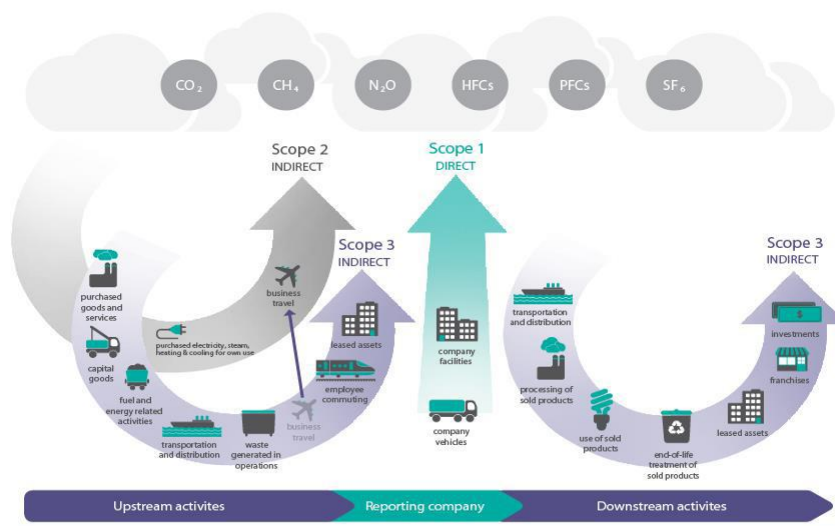 CO₂
CH₄
N₂O
HFCs
PFCs
SF₆
Scope 2
INDIRECT
Scope 1
DIRECT
Scope 3
INDIRECT
Scope 3
INDIRECT
purchased
goods and
services
capital
goods
fuel and
energy related
activities
purchased electricity, steam,
heating & cooling for own use
transportation
and distribution
waste
generated in
operations
business
travel
business
travel
employee
commuting
leased assets
company
facilities
company
vehicles
transportation
and distribution
processing of
sold products
use of sold
products
end-of-life
treatment of
sold products
leased assets
franchises
investments
$
Upstream activites
Reporting company
Downstream activites